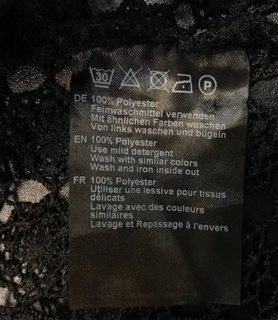 30 P
DE 100% Polyester
Feinwaschmittel verwenden
Mit ähnlichen Farben waschen
Von links waschen und bügeln
EN 100% Polyester
Use mild detergent
Wash with similar colors
Wash and iron inside out
FR 100% Polyester
Utiliser une lessive pour tissus
délicats
Lavage avec des couleurs
similaires
Lavage et Repassage à l'envers